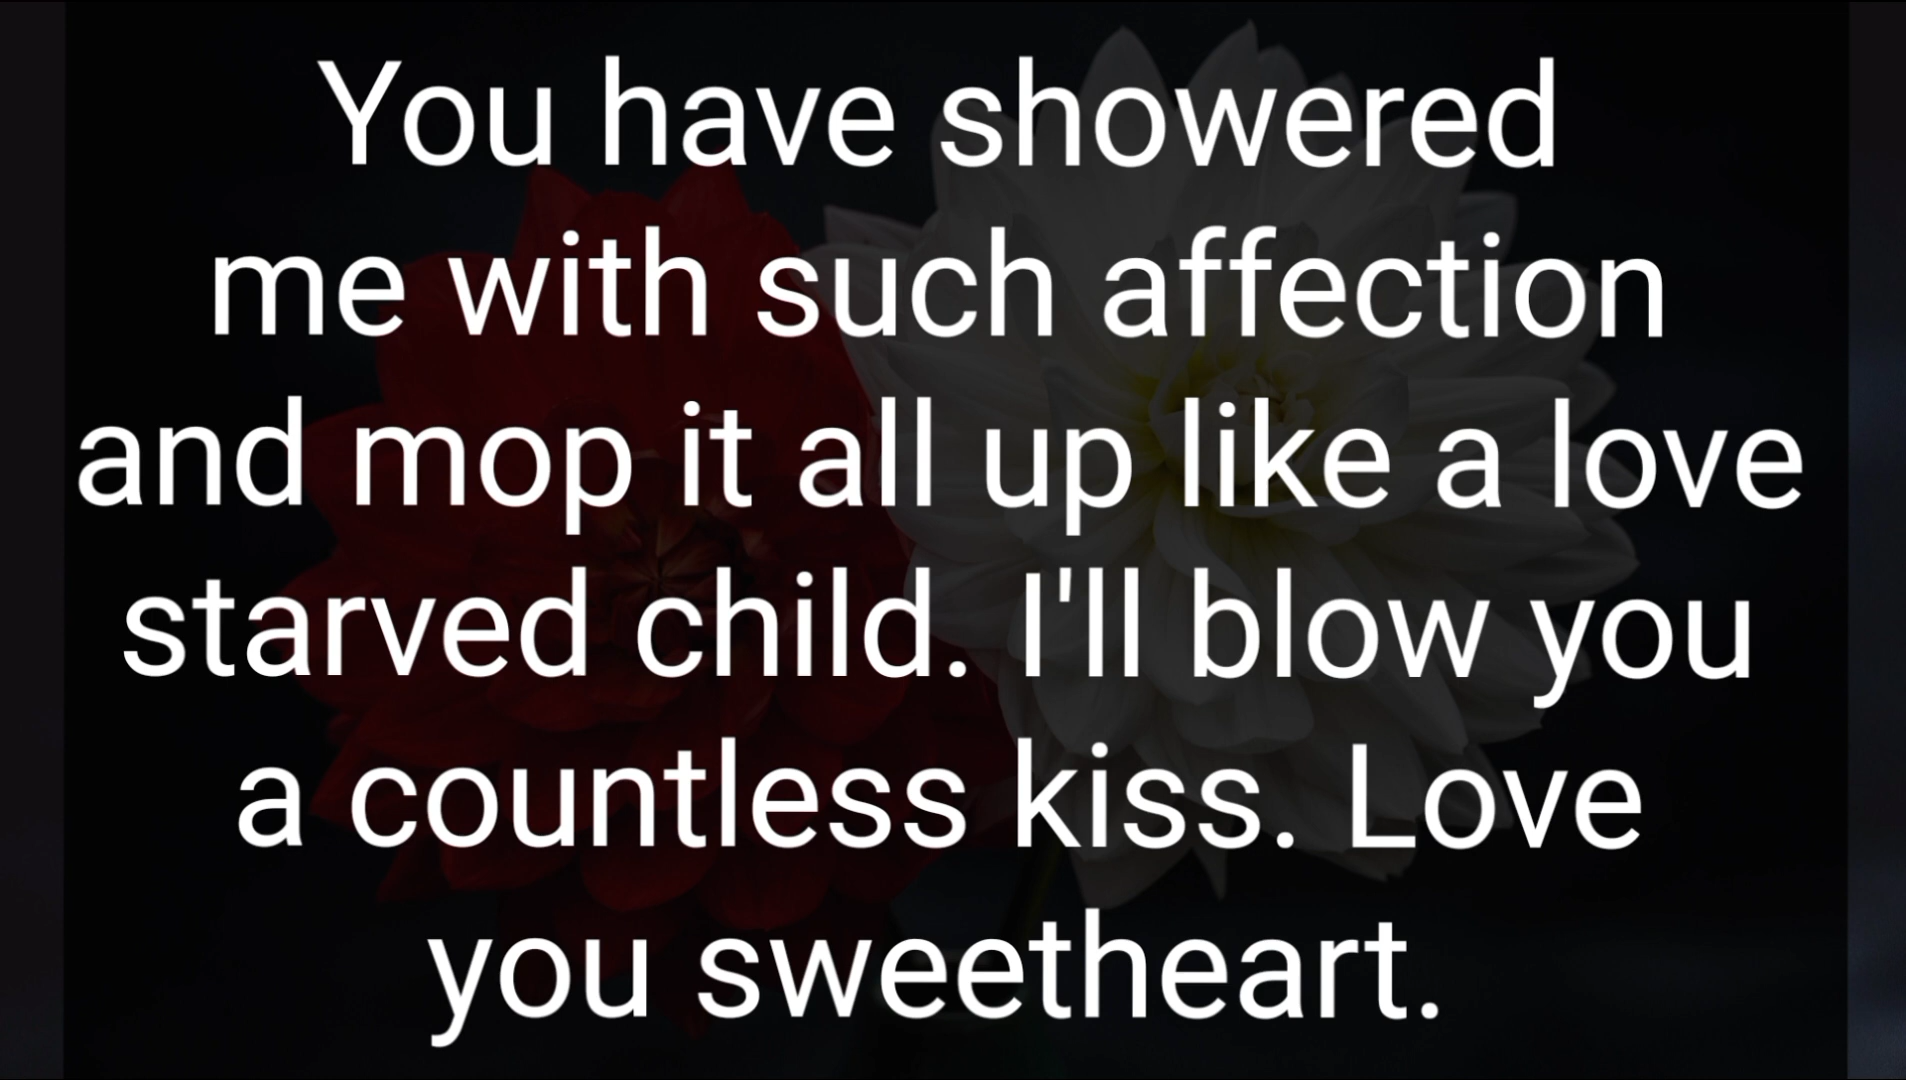 You have showered
me with such affection
and mop it all up like a love
starved child. I'll blow you
a countless kiss. Love
you sweetheart.